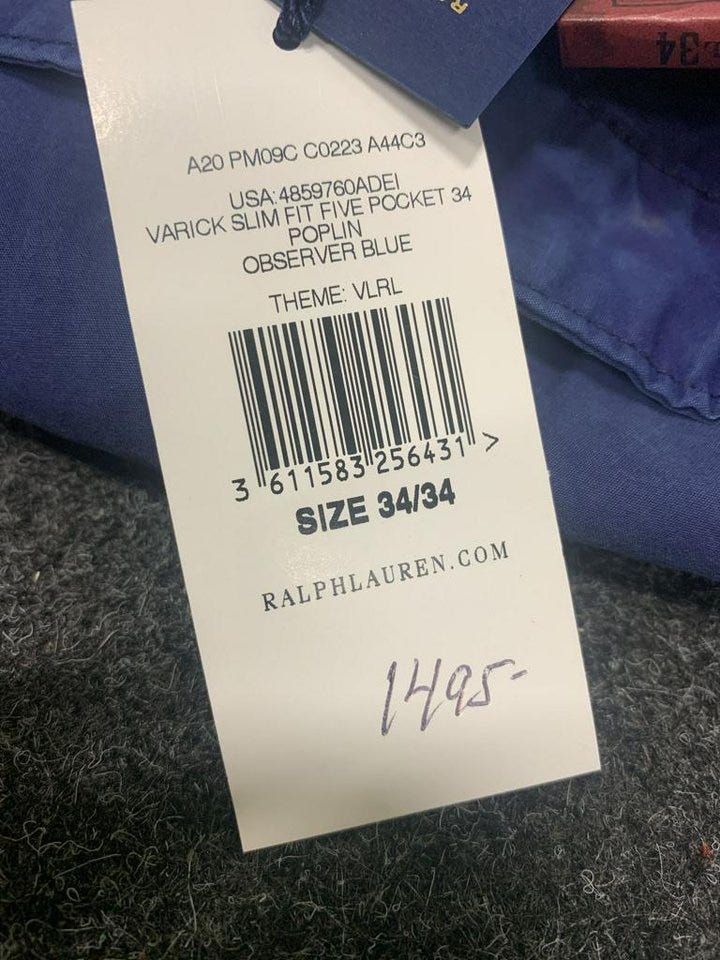 A20 PM09C C0223 A44C3
USA:4859760ADEI
VARICK SLIM FIT FIVE POCKET 34
POPLIN
OBSERVER BLUE
THEME: VLRL
3 611583 256431 >
SIZE 34/34
RALPHLAUREN.COM
1495-